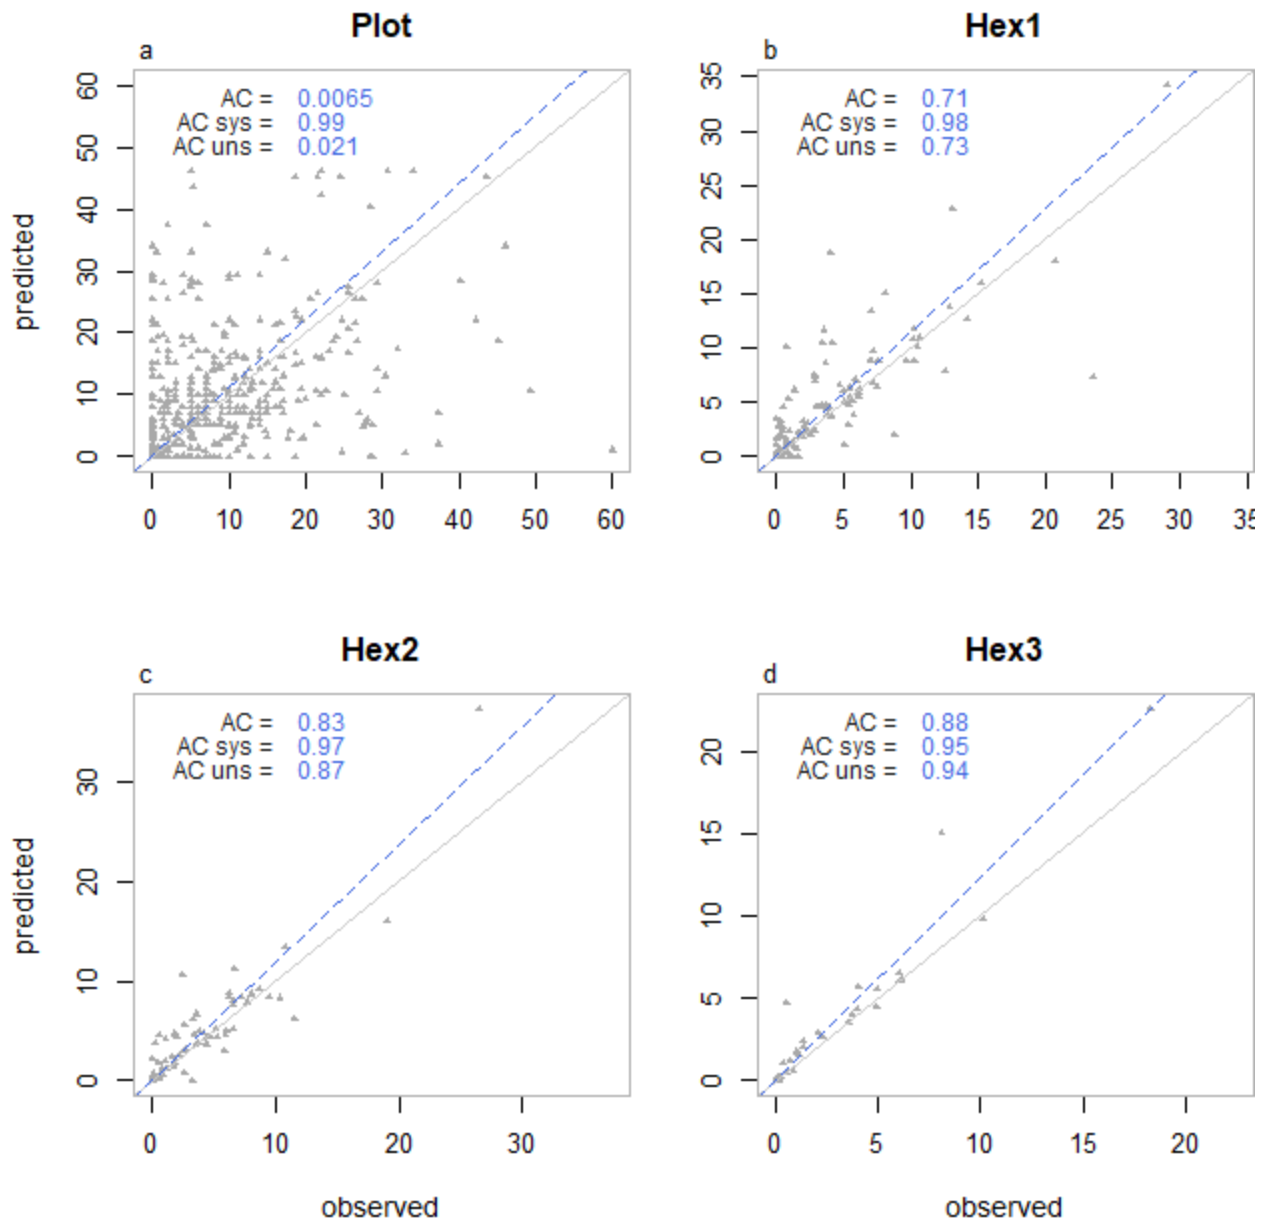 Plot
a
AC = 0.0065
AC sys = 0.99
AC uns = 0.021
predicted
0 10 20 30 40 50 60
0 10 20 30 40 50 60
Hex1
b
AC = 0.71
AC sys = 0.98
AC uns = 0.73
0 5 10 15 20 25 30 35
0 5 10 15 20 25 30 35
Hex2
c
AC = 0.83
AC sys = 0.97
AC uns = 0.87
predicted
0 10 20 30
0 10 20 30
observed
Hex3
d
AC = 0.88
AC sys = 0.95
AC uns = 0.94
0 5 10 15 20
0 5 10 15 20
observed